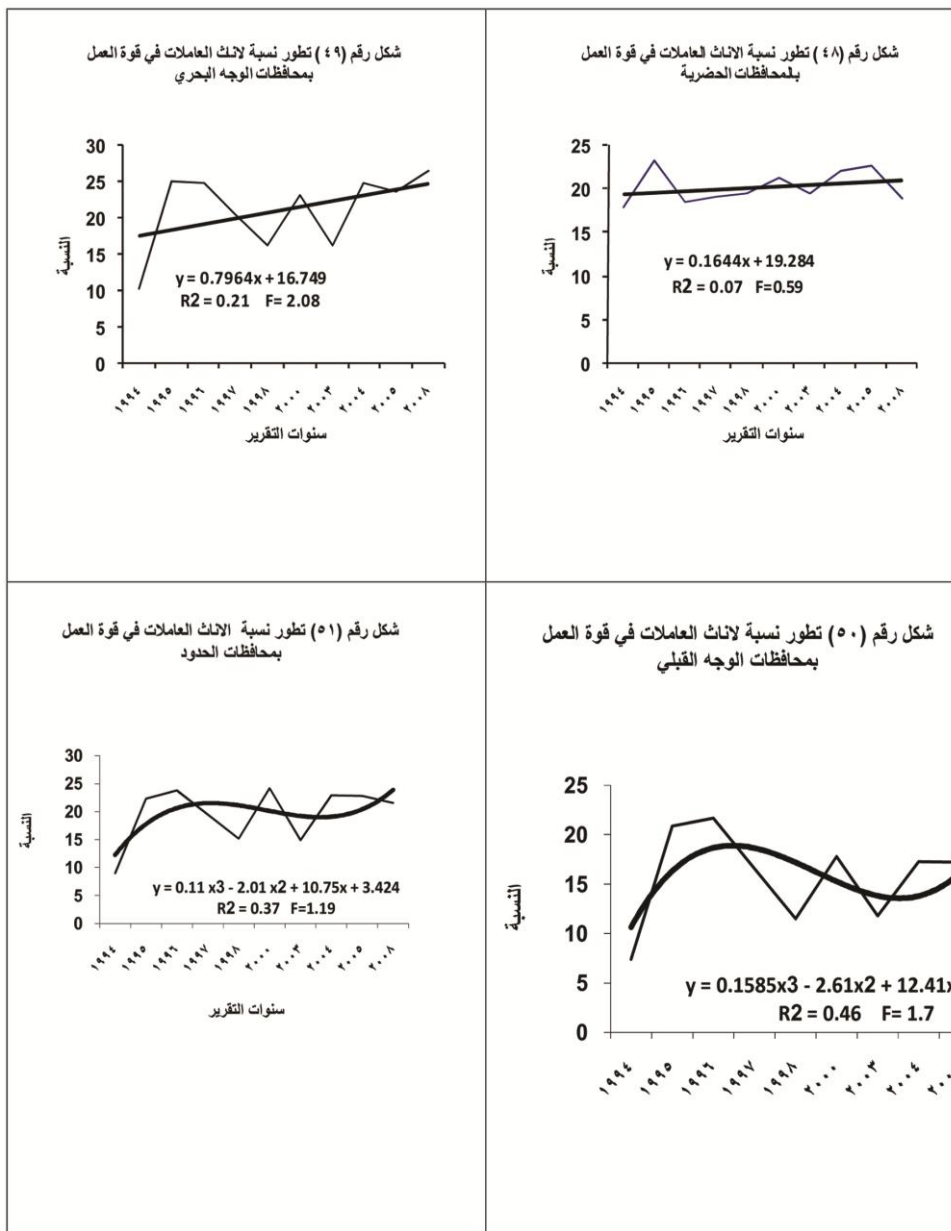 شكل رقم (٤٨) تطور نسبة الاناث العاملات في قوة العمل
بالمحافظات الحضرية
النسبة
30
25
20
15
10
5
0
y = 0.1644x + 19.284
R2 = 0.07 F=0.59
١٩٩٤ ١٩٩٥ ١٩٩٦ ١٩٩٧ ١٩٩٨ ٢٠٠٠ ٢٠٠٣ ٢٠٠٤ ٢٠٠٥ ٢٠٠٨
سنوات التقرير
شكل رقم (٤٩) تطور نسبة لاناث العاملات في قوة العمل
بمحافظات الوجه البحري
النسبة
30
25
20
15
10
5
0
y = 0.7964x + 16.749
R2 = 0.21 F= 2.08
١٩٩٤ ١٩٩٥ ١٩٩٦ ١٩٩٧ ١٩٩٨ ٢٠٠٠ ٢٠٠٣ ٢٠٠٤ ٢٠٠٥ ٢٠٠٨
سنوات التقرير
شكل رقم (٥٠) تطور نسبة لاناث العاملات في قوة العمل
بمحافظات الوجه القبلي
النسبة
25
20
15
10
5
0
y = 0.1585x3 - 2.61x2 + 12.41x
R2 = 0.46 F= 1.7
١٩٩٤ ١٩٩٥ ١٩٩٦ ١٩٩٧ ١٩٩٨ ٢٠٠٠ ٢٠٠٣ ٢٠٠٤
شكل رقم (٥١) تطور نسبة الاناث العاملات في قوة العمل
بمحافظات الحدود
النسبة
30
25
20
15
10
5
0
y = 0.11 x3 - 2.01 x2 + 10.75x + 3.424
R2 = 0.37 F=1.19
١٩٩٤ ١٩٩٥ ١٩٩٦ ١٩٩٧ ١٩٩٨ ٢٠٠٠ ٢٠٠٣ ٢٠٠٤ ٢٠٠٥ ٢٠٠٨
سنوات التقرير